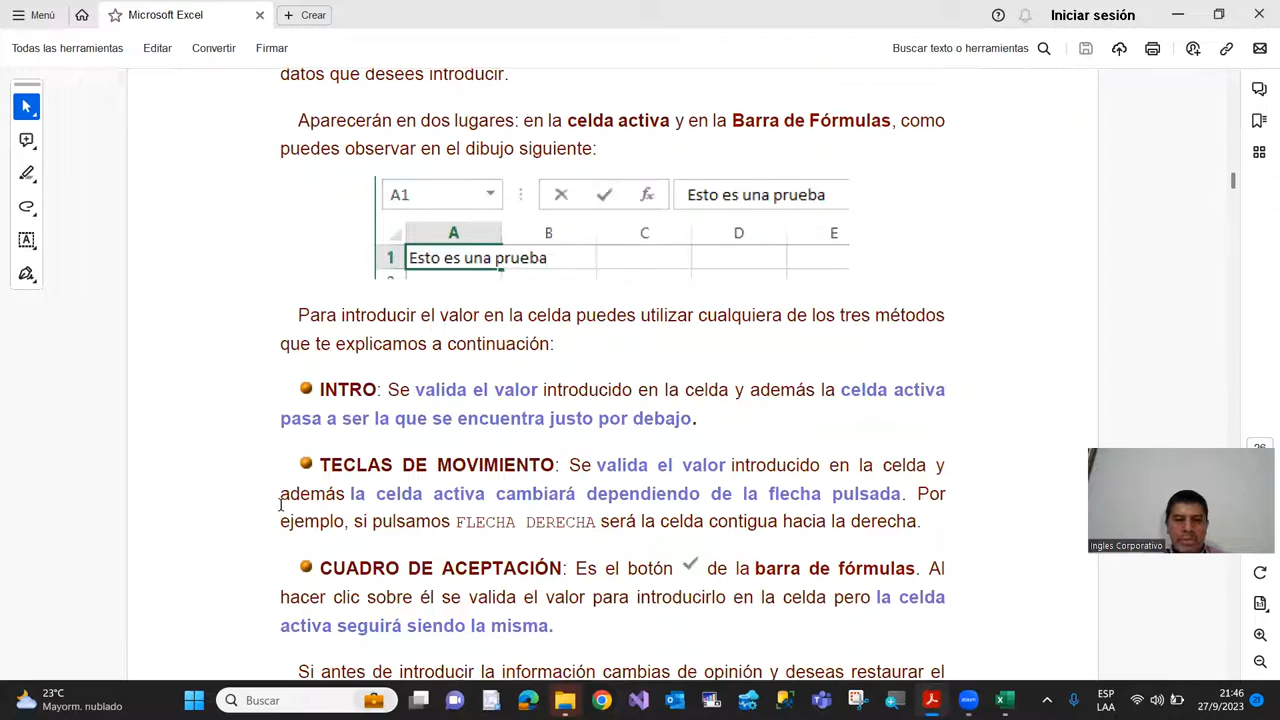 Menú
Microsoft Excel
Crear
Iniciar sesión
Todas las herramientas
Editar
Convertir
Firmar
Buscar texto o herramientas
datos que desees introducir.
Aparecerán en dos lugares: en la celda activa y en la Barra de Fórmulas, como
puedes observar en el dibujo siguiente:
A1
fx
Esto es una prueba
A B C D E
1 Esto es una prueba
Para introducir el valor en la celda puedes utilizar cualquiera de los tres métodos
que te explicamos a continuación:
INTRO: Se valida el valor introducido en la celda y además la celda activa
pasa a ser la que se encuentra justo por debajo.
TECLAS DE MOVIMIENTO: Se valida el valor introducido en la celda y
además la celda activa cambiará dependiendo de la flecha pulsada. Por
ejemplo, si pulsamos FLECHA DERECHA será la celda contigua hacia la derecha.
CUADRO DE ACEPTACIÓN: Es el botón de la barra de fórmulas. Al
hacer clic sobre él se valida el valor para introducirlo en la celda pero la celda
activa seguirá siendo la misma.
Si antes de introducir la información cambias de opinión y deseas restaurar el
Ingles Corporativo
23°C
Mayorm. nublado
Buscar
ESP
LAA
21:46
27/9/2023
21